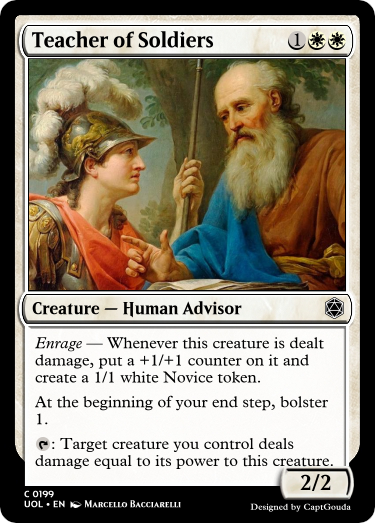 Teacher of Soldiers 1
Creature — Human Advisor
Enrage — Whenever this creature is dealt
damage, put a +1/+1 counter on it and
create a 1/1 white Novice token.
At the beginning of your end step, bolster
1.
: Target creature you control deals
damage equal to its power to this creature.
2/2
C 0199
UOL • EN Marcello Bacciarelli
Designed by CaptGouda